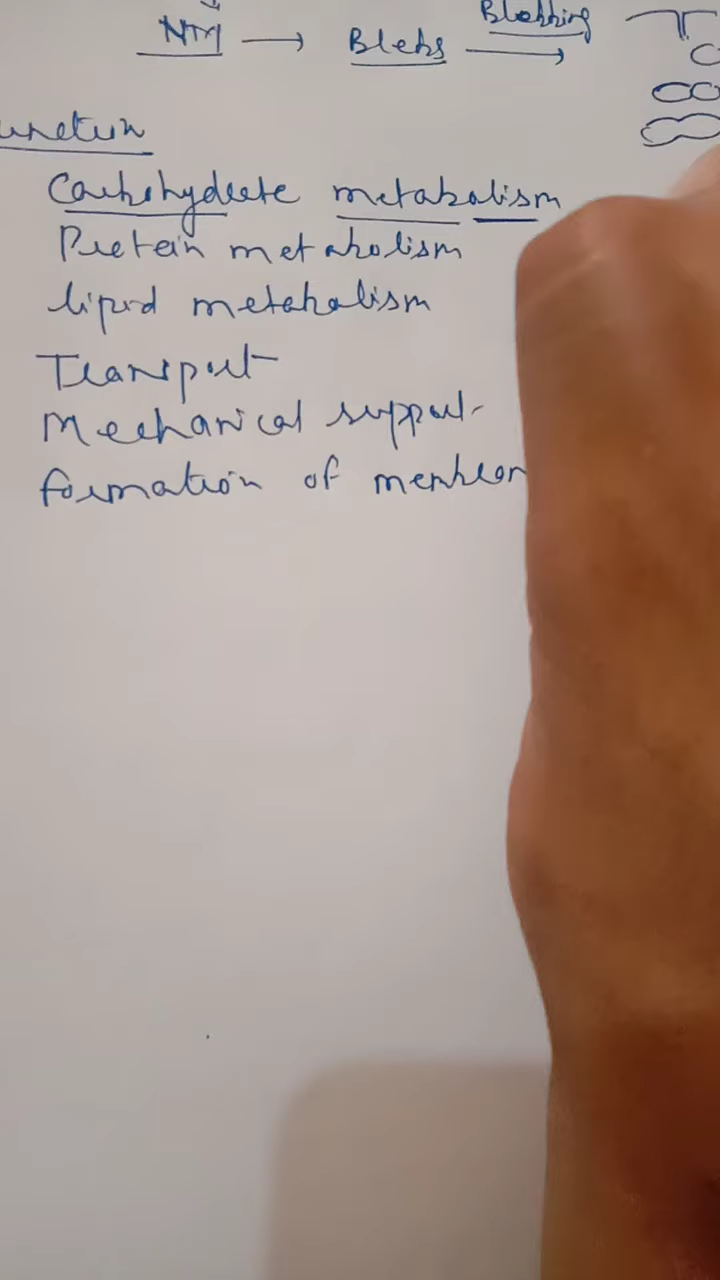 NM → Blebs Blebbing →
unction
Carbohydrate metabolism
Protein metabolism
lipid metabolism
Transport
Mechanical support
formation of membran